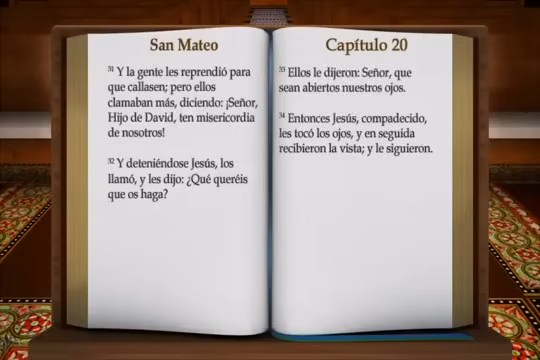 San Mateo
31 Y la gente les reprendió para
que callasen; pero ellos
clamaban más, diciendo: ¡Señor,
Hijo de David, ten misericordia
de nosotros!
32 Y deteniéndose Jesús, los
llamó, y les dijo: ¿Qué queréis
que os haga?
Capítulo 20
33 Ellos le dijeron: Señor, que
sean abiertos nuestros ojos.
34 Entonces Jesús, compadecido,
les tocó los ojos, y en seguida
recibieron la vista; y le siguieron.